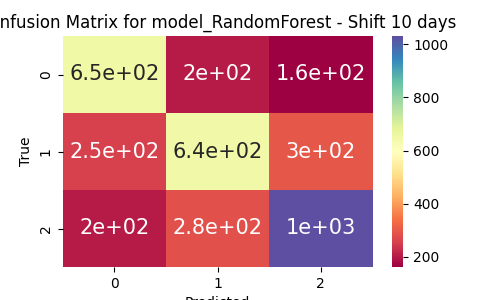 nfusion Matrix for model_RandomForest - Shift 10 days
0 6.5e+02 2e+02 1.6e+02
1 2.5e+02 6.4e+02 3e+02
2 2e+02 2.8e+02 1e+03
0 1 2
True
Predicted
1000
800
600
400
200